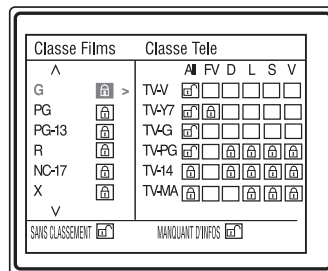 Classe Films Classe Tele
All FV D L S V
G > TV-V
PG TV-Y7
PG-13 TV-G
R TV-PG
NC-17 TV-14
X TV-MA
SANS CLASSEMENT MANQUANT D'INFOS